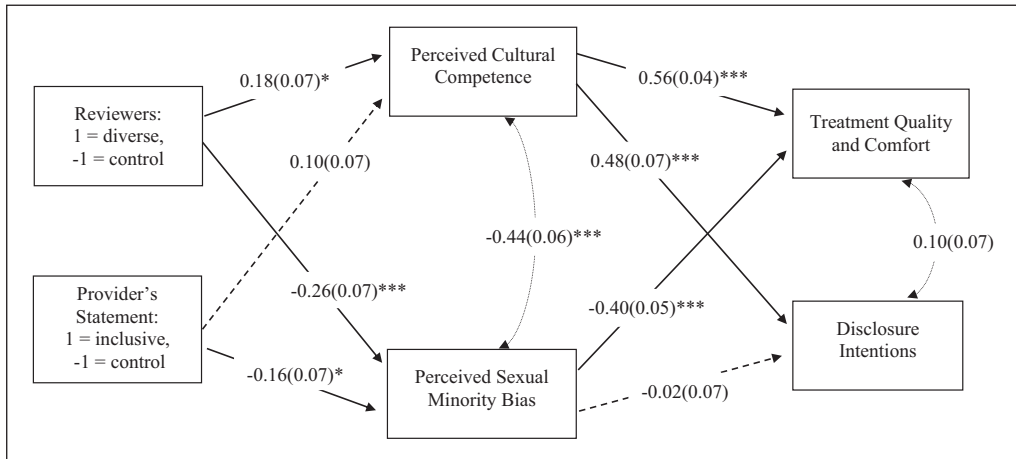 Perceived Cultural
Competence
0.18(0.07)*
0.56(0.04)***
Reviewers:
1 = diverse,
-1 = control
Treatment Quality
and Comfort
0.10(0.07)
0.48(0.07)***
-0.44(0.06)***
0.10(0.07)
Provider’s
Statement:
1 = inclusive,
-1 = control
-0.26(0.07)***
-0.40(0.05)***
Disclosure
Intentions
-0.16(0.07)*
Perceived Sexual
Minority Bias
-0.02(0.07)